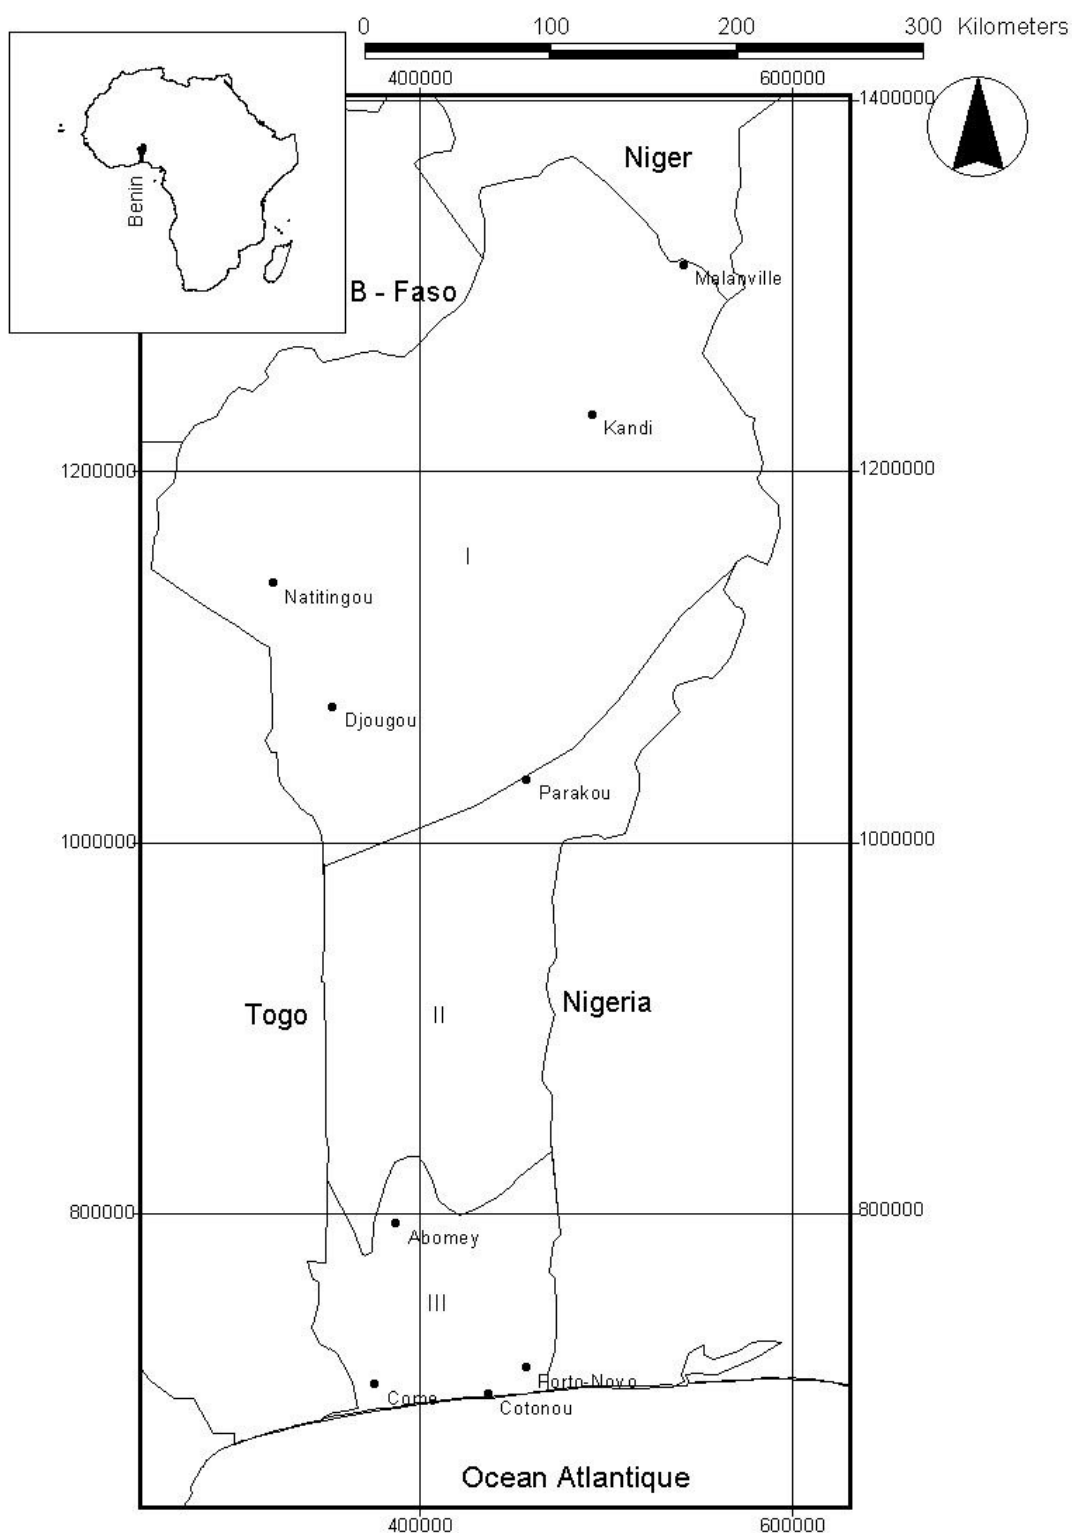 0 100 200 300 Kilometers
400000 600000
1400000
Niger
Benin
Malanville
B - Faso
Kandi
1200000 1200000
I
Natitingou
Djougou
Parakou
1000000 1000000
Togo II Nigeria
800000 800000
Abomey
III
Porto-Novo
Come
Cotonou
Ocean Atlantique
400000 600000